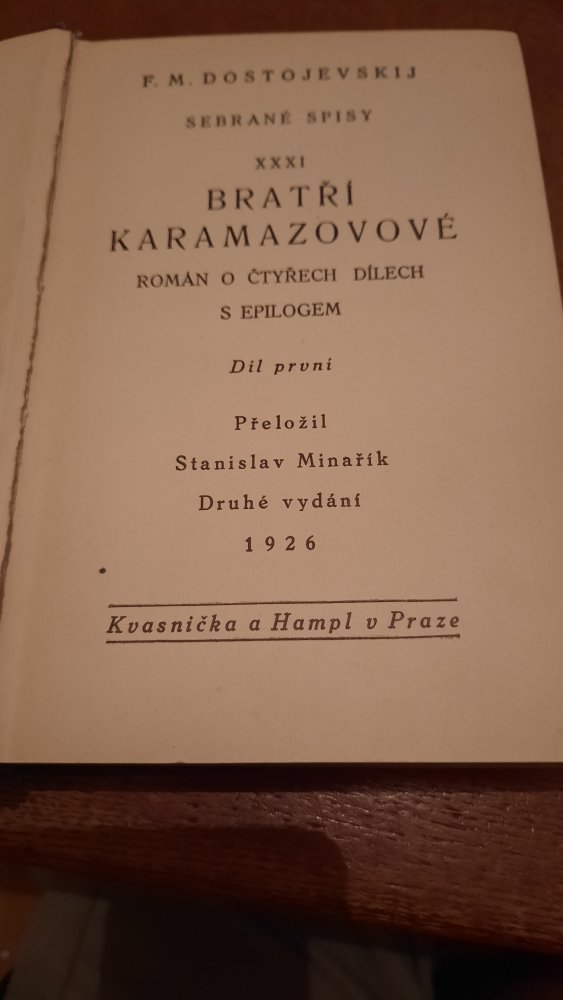 F. M. DOSTOJEVSKIJ
SEBRANÉ SPISY
XXXI
BRATŘÍ
KARAMAZOVOVÉ
ROMÁN O ČTYŘECH DÍLECH
S EPILOGEM
Díl první
Přeložil
Stanislav Minařík
Druhé vydání
1926
Kvasnička a Hampl v Praze